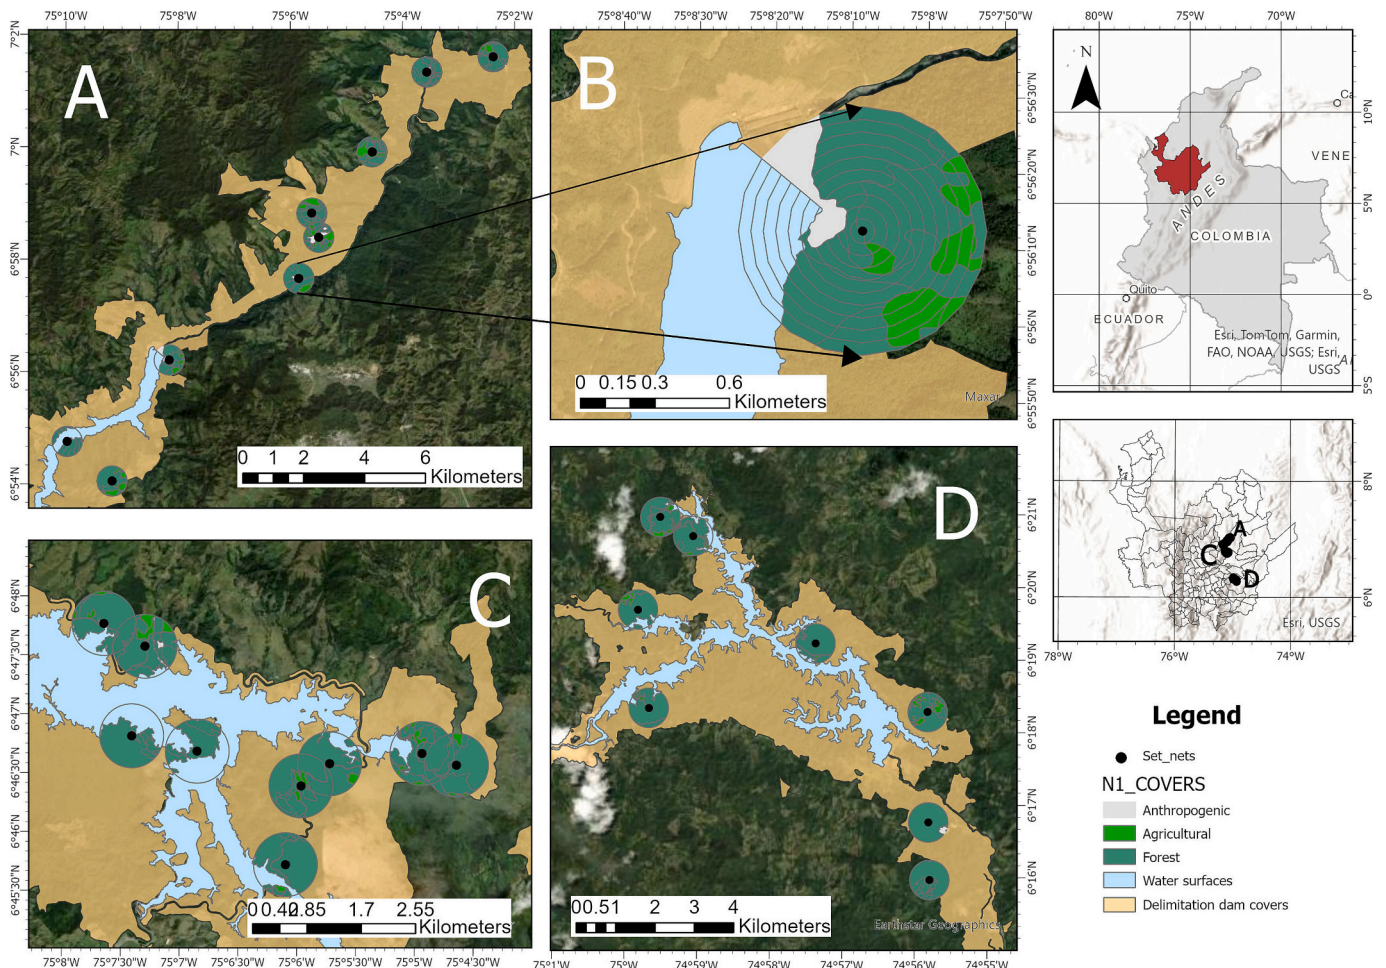 75°10'W 75°8'W 75°6'W 75°4'W 75°2'W
7°2'N
7°N
6°58'N
6°56'N
6°54'N
A
0 1 2 4 6
Kilometers
75°8'40"W 75°8'30"W 75°8'20"W 75°8'10"W 75°8'W 75°7'50"W
B
6°56'30"N
6°56'20"N
6°56'10"N
6°56'N
6°55'50"N
0 0.15 0.3 0.6
Kilometers
Maxar
80°W 75°W 70°W
N
10°N
5°N
0°
5°S
VENE
ANDES
COLOMBIA
Quito
ECUADOR
Esri, TomTom, Garmin,
FAO, NOAA, USGS; Esri,
USGS
C
6°48'N
6°47'30"N
6°47'N
6°46'30"N
6°46'N
6°45'30"N
0 0.42 0.85 1.7 2.55
Kilometers
75°8'W 75°7'30"W 75°7'W 75°6'30"W 75°6'W 75°5'30"W 75°5'W 75°4'30"W
D
6°21'N
6°20'N
6°19'N
6°18'N
6°17'N
6°16'N
0 0.5 1 2 3 4
Kilometers
75°1'W 75°W 74°59'W 74°58'W 74°57'W 74°56'W 74°55'W
8°N
6°N
A
C
D
Esri, USGS
78°W 76°W 74°W
Legend
Set_nets
N1_COVERS
Anthropogenic
Agricultural
Forest
Water surfaces
Delimitation dam covers